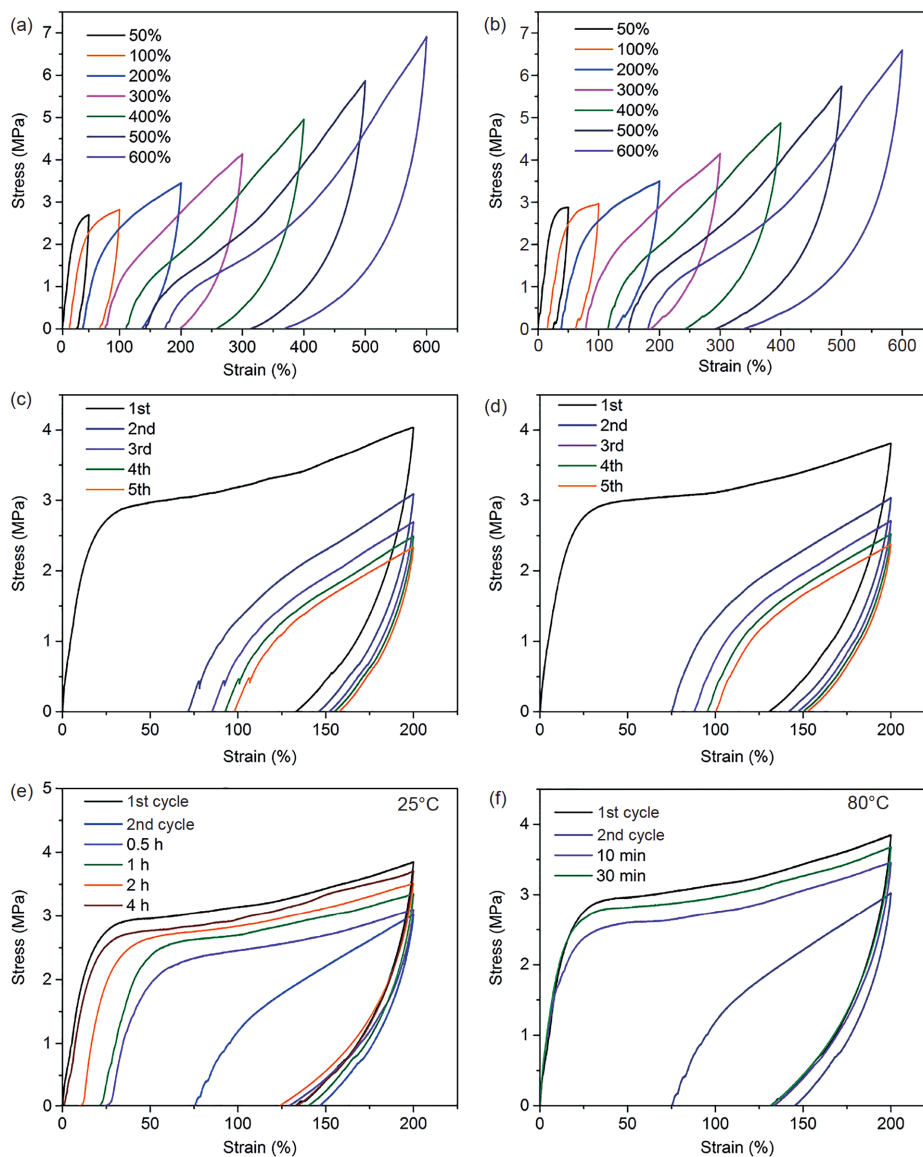 (a)
50%
100%
200%
300%
400%
500%
600%
Stress (MPa)
7
6
5
4
3
2
1
0
0 100 200 300 400 500 600
Strain (%)
(b)
50%
100%
200%
300%
400%
500%
600%
Stress (MPa)
7
6
5
4
3
2
1
0
0 100 200 300 400 500 600
Strain (%)
(c)
1st
2nd
3rd
4th
5th
Stress (MPa)
4
3
2
1
0
0 50 100 150 200
Strain (%)
(d)
1st
2nd
3rd
4th
5th
Stress (MPa)
4
3
2
1
0
0 50 100 150 200
Strain (%)
(e)
1st cycle
2nd cycle
0.5 h
1 h
2 h
4 h
25°C
Stress (MPa)
5
4
3
2
1
0
0 50 100 150 200
Strain (%)
(f)
1st cycle
2nd cycle
10 min
30 min
80°C
Stress (MPa)
4
3
2
1
0
0 50 100 150 200
Strain (%)